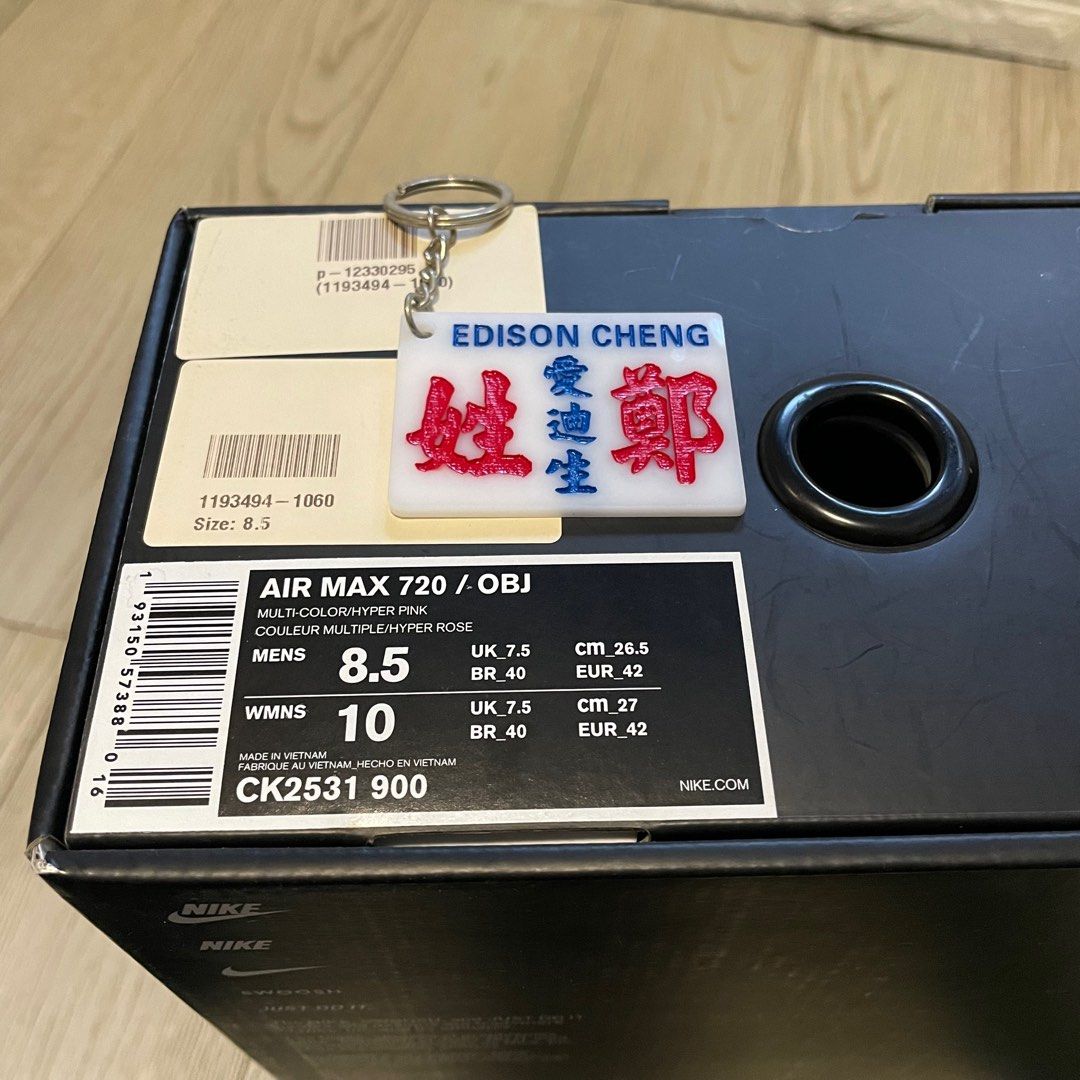 p-12330295
(1193494-1060)
EDISON CHENG
姓
愛迪生
鄭
1193494-1060
Size: 8.5
AIR MAX 720 / OBJ
MULTI-COLOR/HYPER PINK
COULEUR MULTIPLE/HYPER ROSE
MENS 8.5 UK_7.5 cm_26.5
BR_40 EUR_42
WMNS 10 UK_7.5 cm_27
BR_40 EUR_42
MADE IN VIETNAM
FABRIQUE AU VIETNAM_HECHO EN VIETNAM
CK2531 900 NIKE.COM
1 93150 57388 0 16
NIKE
NIKE
SWOOSH
JUST DO IT